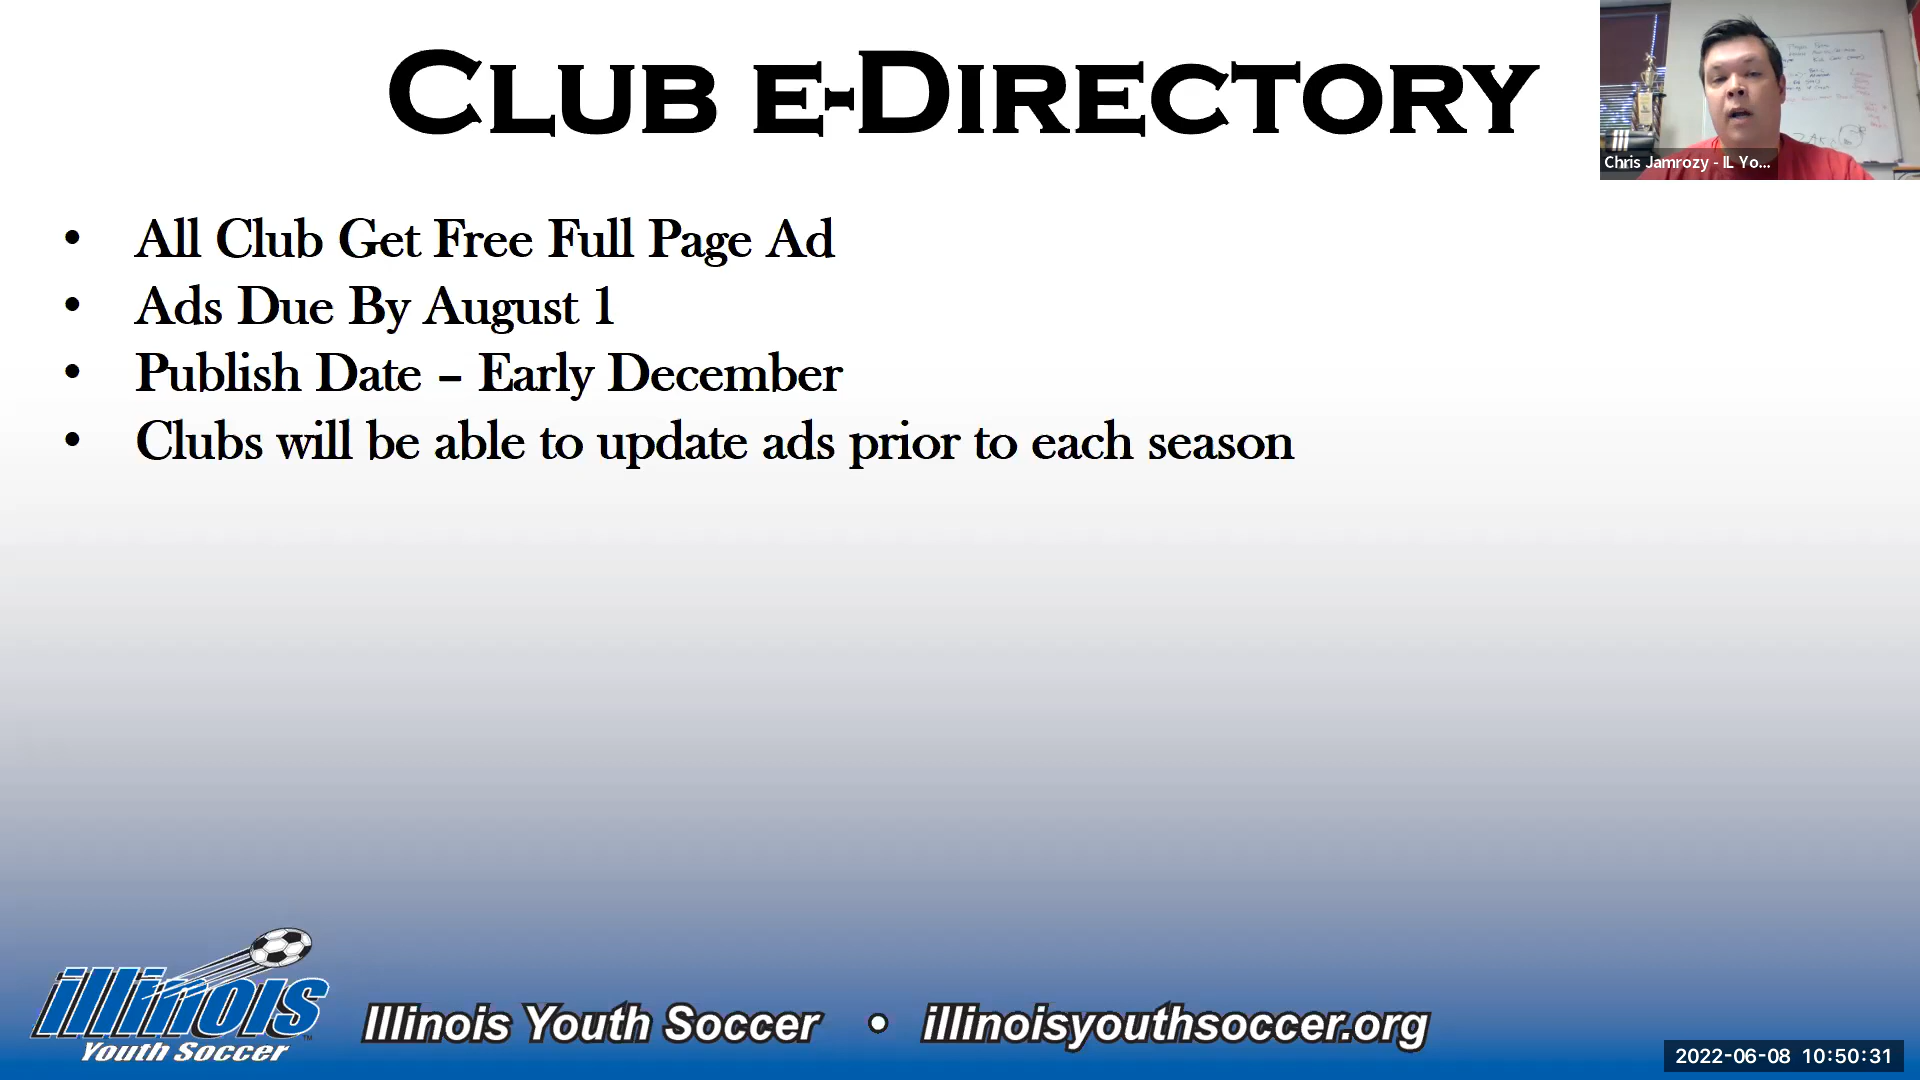 CLUB E-DIRECTORY
• All Club Get Free Full Page Ad
• Ads Due By August 1
• Publish Date – Early December
• Clubs will be able to update ads prior to each season
Chris Jamrozy - IL Yo...
illinois
Youth Soccer
TM
Illinois Youth Soccer • illinoisyouthsoccer.org
2022-06-08 10:50:31